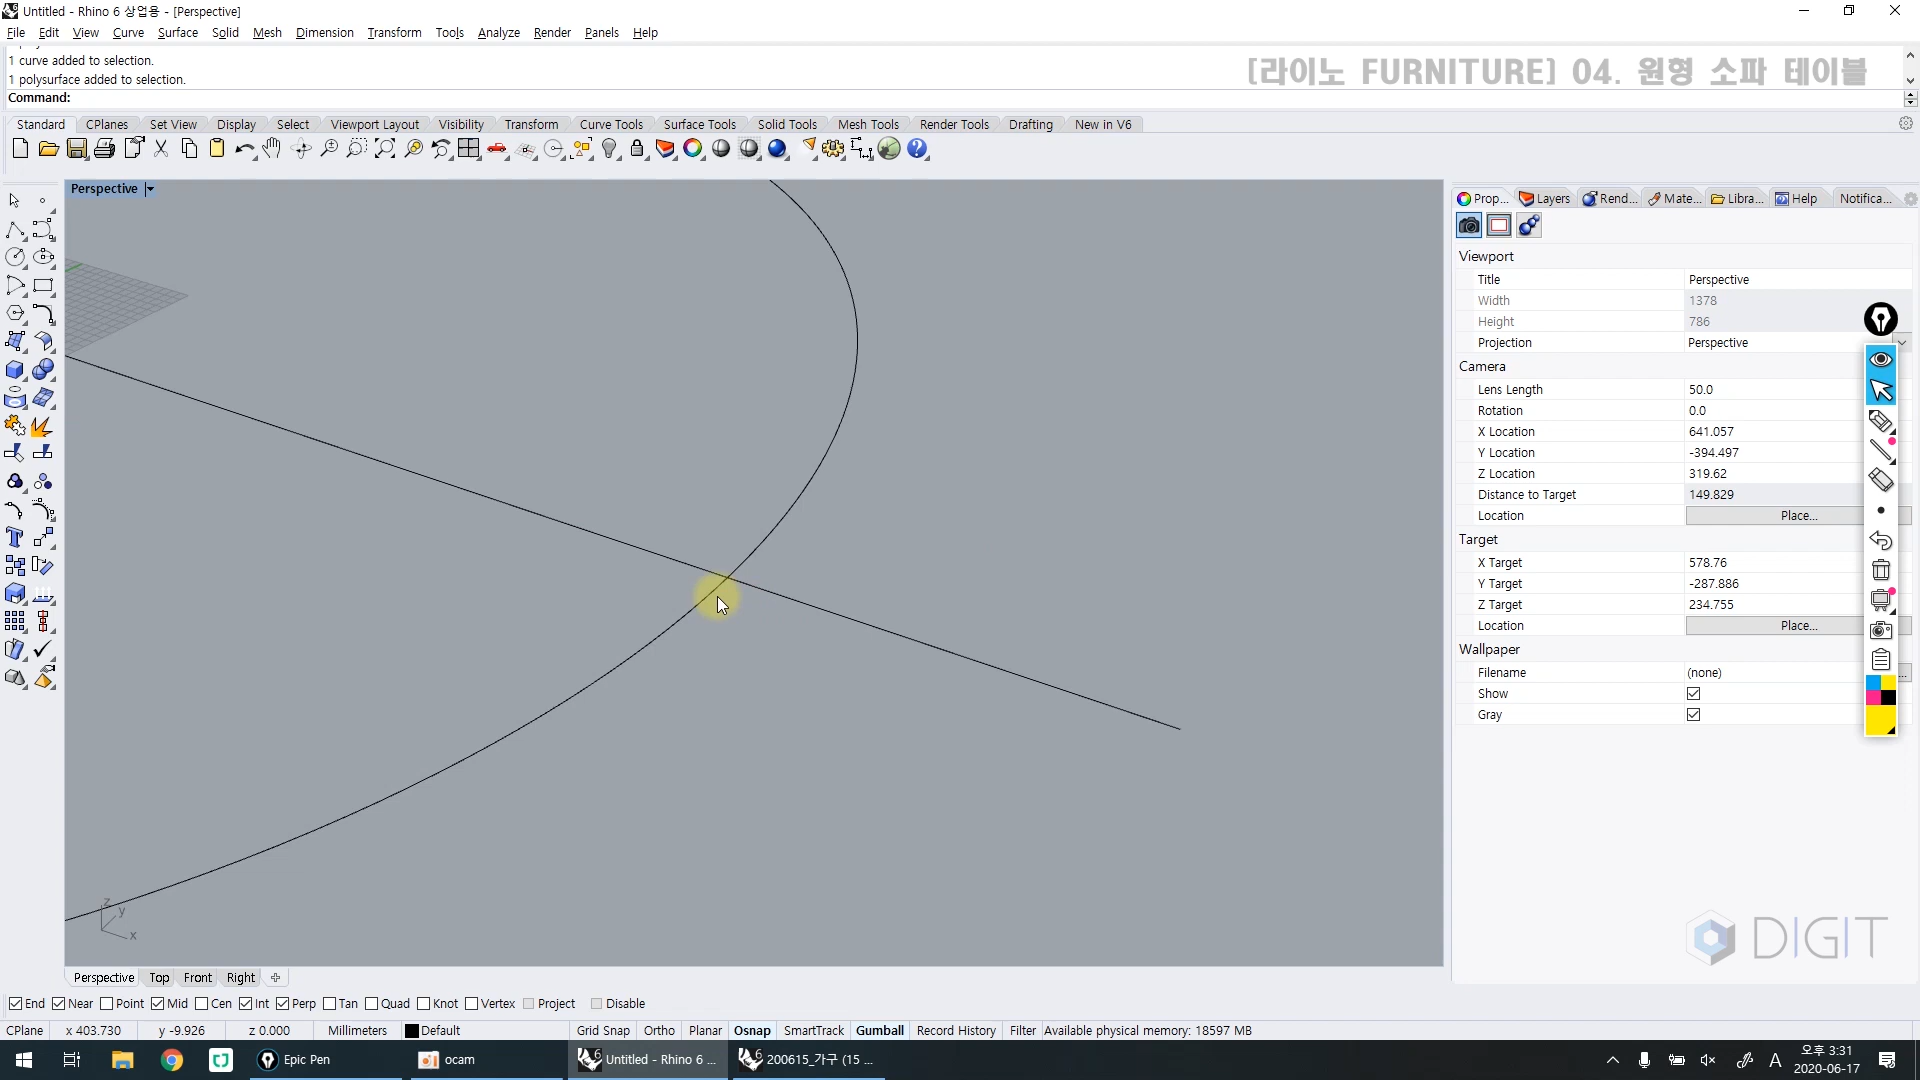 Untitled - Rhino 6 상업용 - [Perspective]
File Edit View Curve Surface Solid Mesh Dimension Transform Tools Analyze Render Panels Help
1 curve added to selection.
1 polysurface added to selection.
[라이노 FURNITURE] 04. 원형 소파 테이블
Command:
Standard CPlanes Set View Display Select Viewport Layout Visibility Transform Curve Tools Surface Tools Solid Tools Mesh Tools Render Tools Drafting New in V6
Perspective
Prop... Layers Rend... Mate... Libra... Help Notifica...
Viewport
Title Perspective
Width 1378
Height 786
Projection Perspective
Camera
Lens Length 50.0
Rotation 0.0
X Location 641.057
Y Location -394.497
Z Location 319.62
Distance to Target 149.829
Location Place...
Target
X Target 578.76
Y Target -287.886
Z Target 234.755
Location Place...
Wallpaper
Filename (none) ...
Show
Gray
z
y
x
DIGIT
Perspective Top Front Right
End Near Point Mid Cen Int Perp Tan Quad Knot Vertex Project Disable
CPlane x 403.730 y -9.926 z 0.000 Millimeters Default Grid Snap Ortho Planar Osnap SmartTrack Gumball Record History Filter Available physical memory: 18597 MB
Epic Pen ocam Untitled - Rhino 6 ... 200615_가구 (15 ... A 오후 3:31
2020-06-17